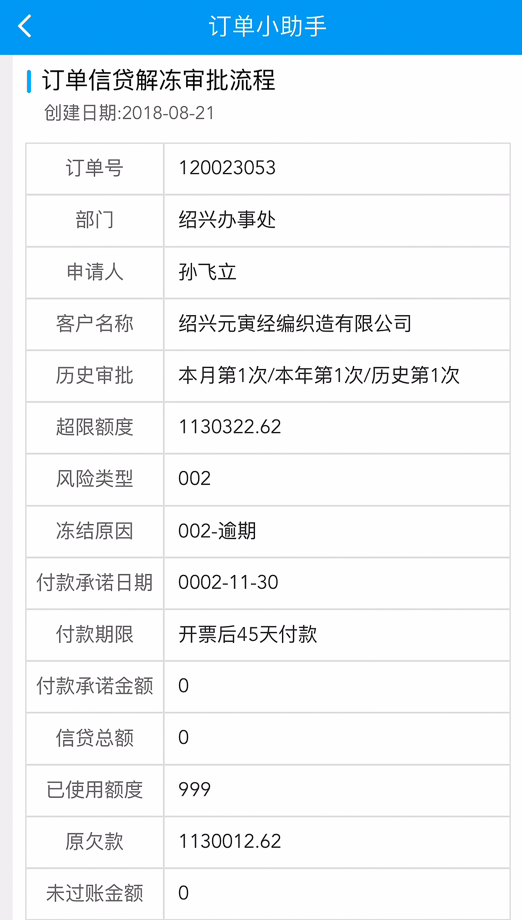 订单小助手
订单信贷解冻审批流程
创建日期:2018-08-21
订单号 120023053
部门 绍兴办事处
申请人 孙飞立
客户名称 绍兴元寅经编织造有限公司
历史审批 本月第1次/本年第1次/历史第1次
超限额度 1130322.62
风险类型 002
冻结原因 002-逾期
付款承诺日期 0002-11-30
付款期限 开票后45天付款
付款承诺金额 0
信贷总额 0
已使用额度 999
原欠款 1130012.62
未过账金额 0